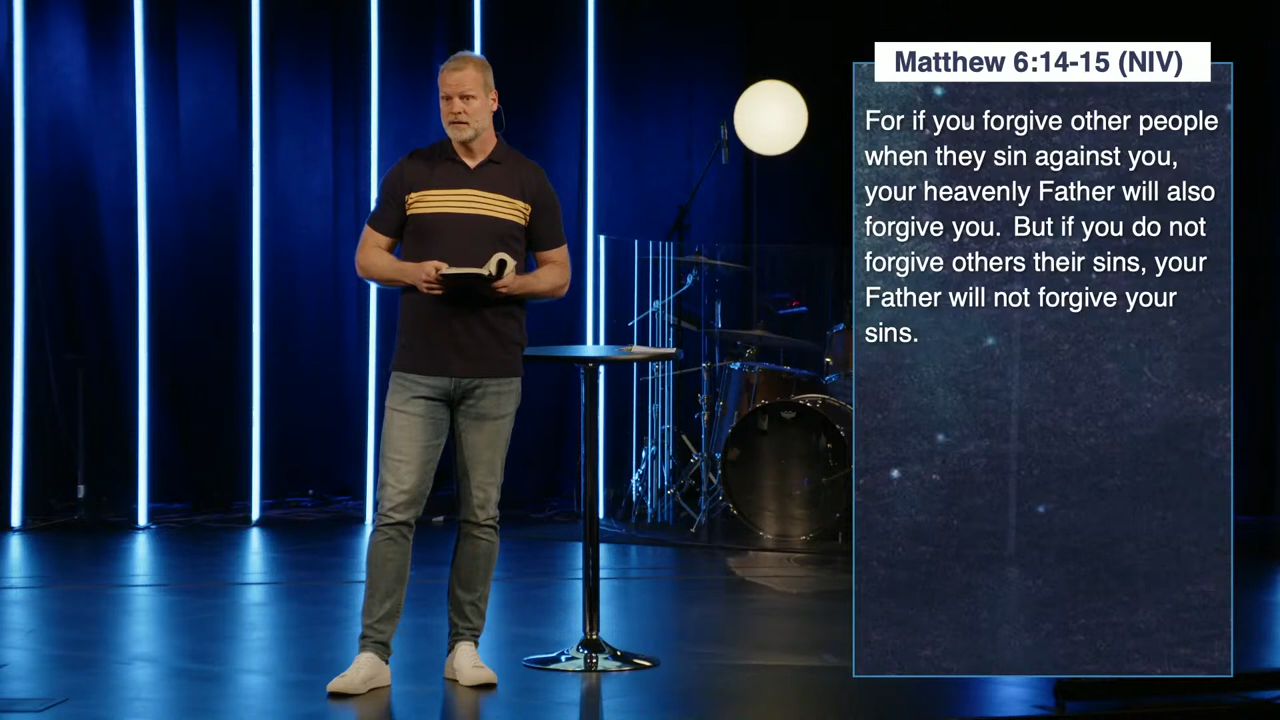 Matthew 6:14-15 (NIV)
For if you forgive other people
when they sin against you,
your heavenly Father will also
forgive you. But if you do not
forgive others their sins, your
Father will not forgive your
sins.